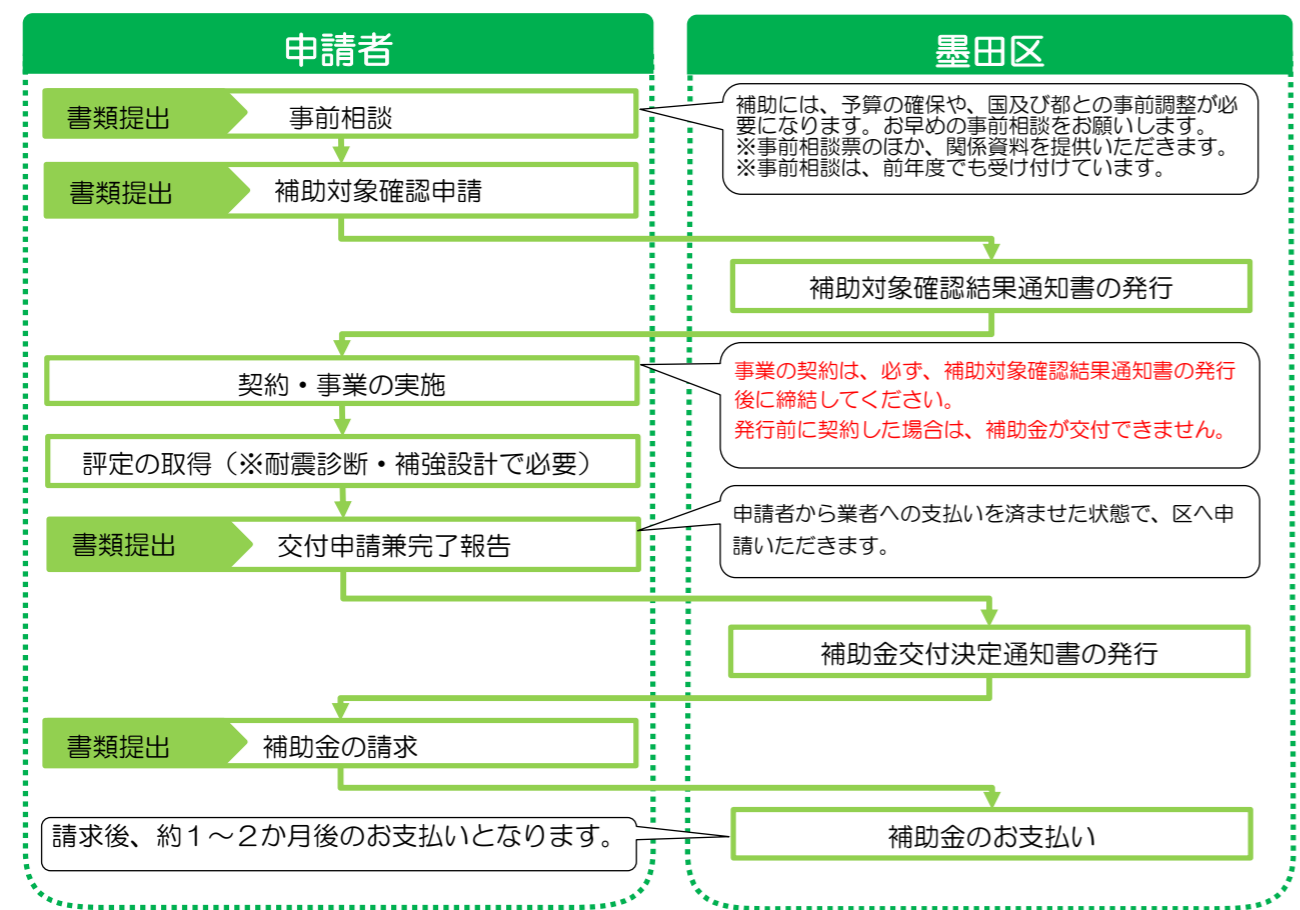 申請者
墨田区
書類提出
事前相談
補助には、予算の確保や、国及び都との事前調整が必
要になります。お早めの事前相談をお願いします。
※事前相談票のほか、関係資料を提供いただきます。
※事前相談は、前年度でも受け付けています。
書類提出
補助対象確認申請
補助対象確認結果通知書の発行
契約・事業の実施
事業の契約は、必ず、補助対象確認結果通知書の発行
後に締結してください。
発行前に契約した場合は、補助金が交付できません。
評定の取得（※耐震診断・補強設計で必要）
書類提出
交付申請兼完了報告
申請者から業者への支払いを済ませた状態で、区へ申
請いただきます。
補助金交付決定通知書の発行
書類提出
補助金の請求
請求後、約１～２か月後のお支払いとなります。
補助金のお支払い